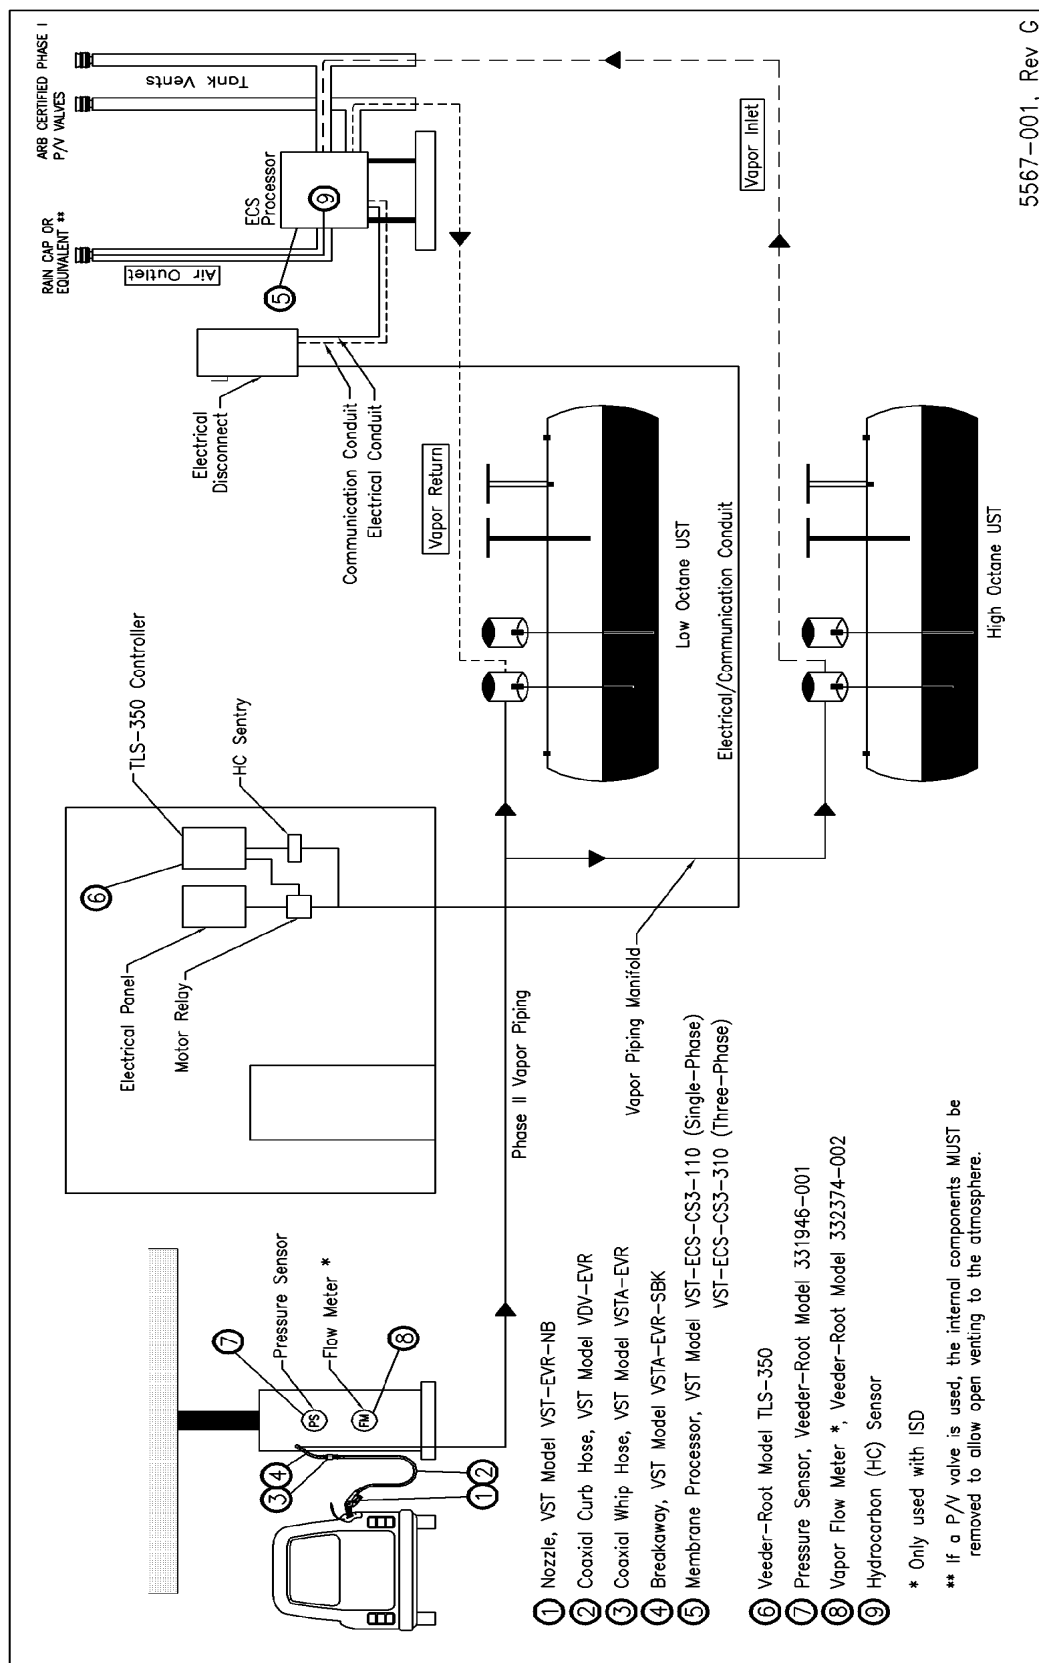 ARB CERTIFIED PHASE I
P/V VALVES
Tank Vents
RAIN CAP OR
EQUIVALENT **
Air Outlet
ECS
Processor
9
5
Electrical
Disconnect
Communication Conduit
Electrical Conduit
Vapor Return
Vapor Inlet
TLS-350 Controller
HC Sentry
6
Electrical Panel
Motor Relay
Low Octane UST
Electrical/Communication Conduit
High Octane UST
Phase II Vapor Piping
Vapor Piping Manifold
Pressure Sensor
Flow Meter *
7
PS
FM
8
4
3
2
1
1 Nozzle, VST Model VST-EVR-NB
2 Coaxial Curb Hose, VST Model VDV-EVR
3 Coaxial Whip Hose, VST Model VSTA-EVR
4 Breakaway, VST Model VSTA-EVR-SBK
5 Membrane Processor, VST Model VST-ECS-CS3-110 (Single-Phase)
VST-ECS-CS3-310 (Three-Phase)
6 Veeder-Root Model TLS-350
7 Pressure Sensor, Veeder-Root Model 331946-001
8 Vapor Flow Meter *, Veeder-Root Model 332374-002
9 Hydrocarbon (HC) Sensor
* Only used with ISD
** If a P/V valve is used, the internal components MUST be
removed to allow open venting to the atmosphere.
5567-001, Rev G